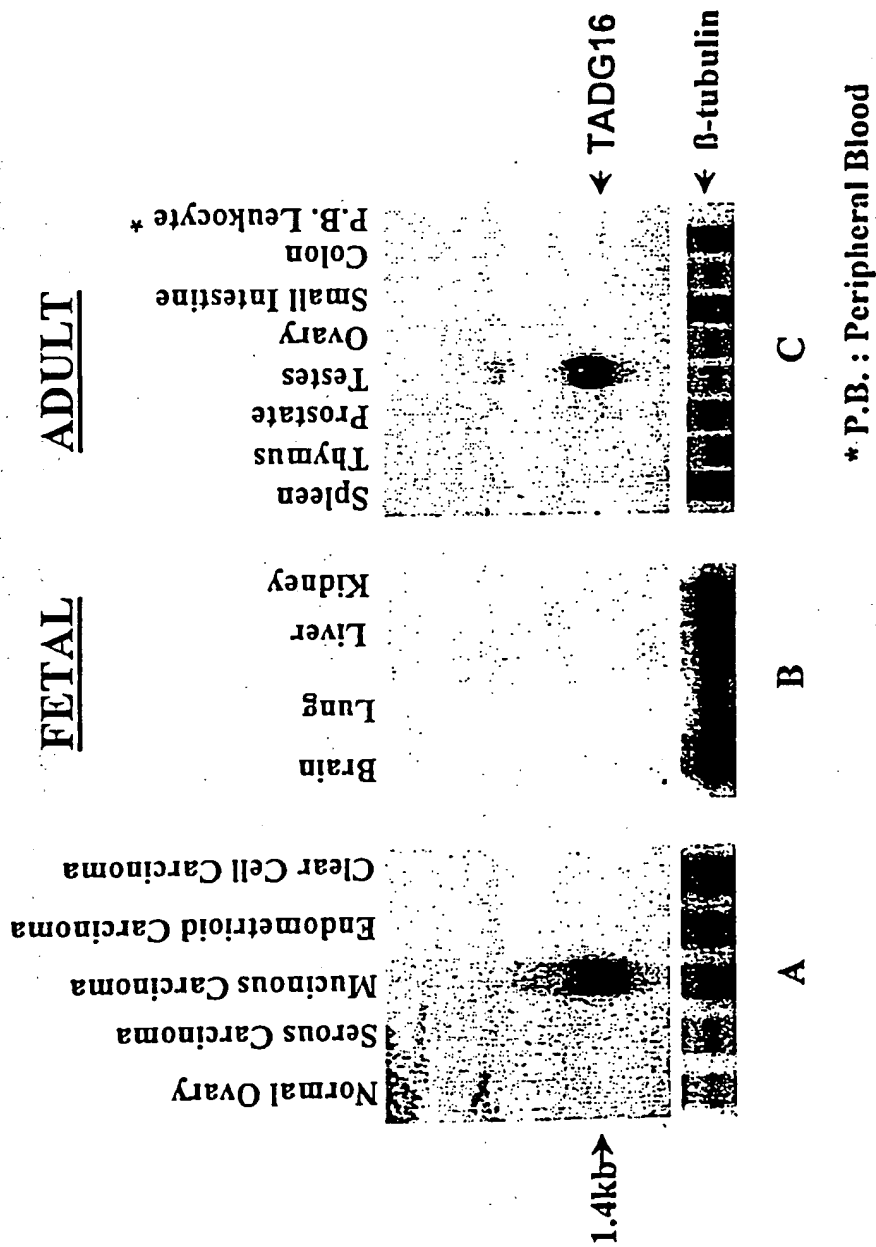 FETAL
ADULT
Normal Ovary
Serous Carcinoma
Mucinous Carcinoma
Endometrioid Carcinoma
Clear Cell Carcinoma
Brain
Lung
Liver
Kidney
Spleen
Thymus
Prostate
Testes
Ovary
Small Intestine
Colon
P.B. Leukocyte *
1.4kb→
← TADG16
← β-tubulin
A
B
C
* P.B. : Peripheral Blood